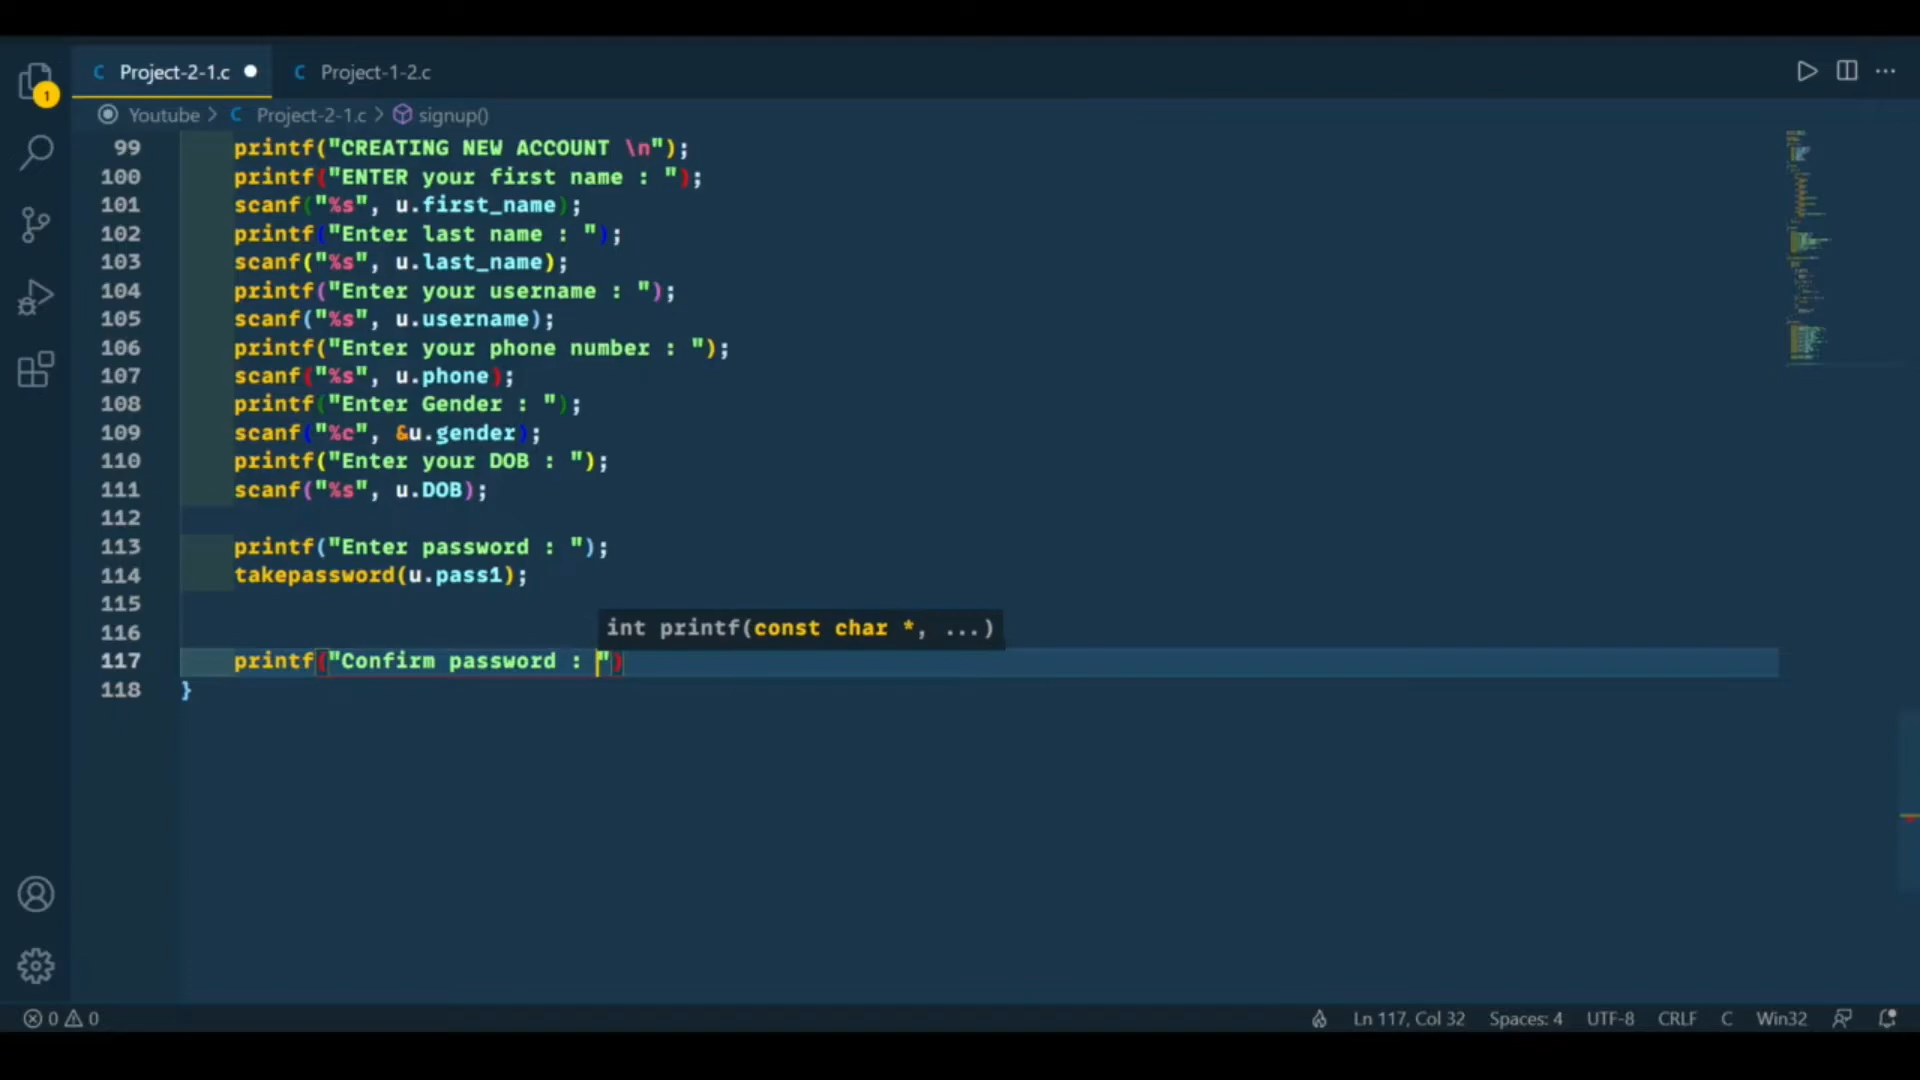 Project-2-1.c
Project-1-2.c
1
Youtube > Project-2-1.c > signup()
99 printf("CREATING NEW ACCOUNT \n");
100 printf("ENTER your first name : ");
101 scanf("%s", u.first_name);
102 printf("Enter last name : ");
103 scanf("%s", u.last_name);
104 printf("Enter your username : ");
105 scanf("%s", u.username);
106 printf("Enter your phone number : ");
107 scanf("%s", u.phone);
108 printf("Enter Gender : ");
109 scanf("%c", &u.gender);
110 printf("Enter your DOB : ");
111 scanf("%s", u.DOB);
112
113 printf("Enter password : ");
114 takepassword(u.pass1);
115
int printf(const char *, ...)
116
117 printf("Confirm password : ")
118 }
0 0 Ln 117, Col 32 Spaces: 4 UTF-8 CRLF C Win32